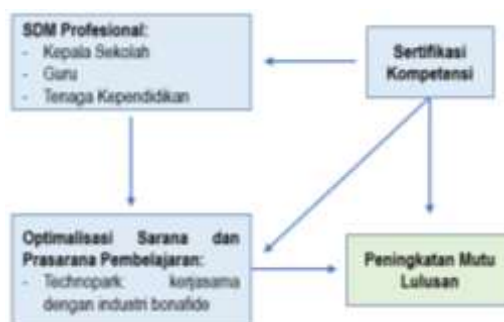 SDM Profesional:
- Kepala Sekolah
- Guru
- Tenaga Kependidikan
Sertifikasi
Kompetensi
Optimalisasi Sarana dan
Prasarana Pembelajaran:
- Technopark: kerjasama
dengan industri bonafide
Peningkatan Mutu
Lulusan